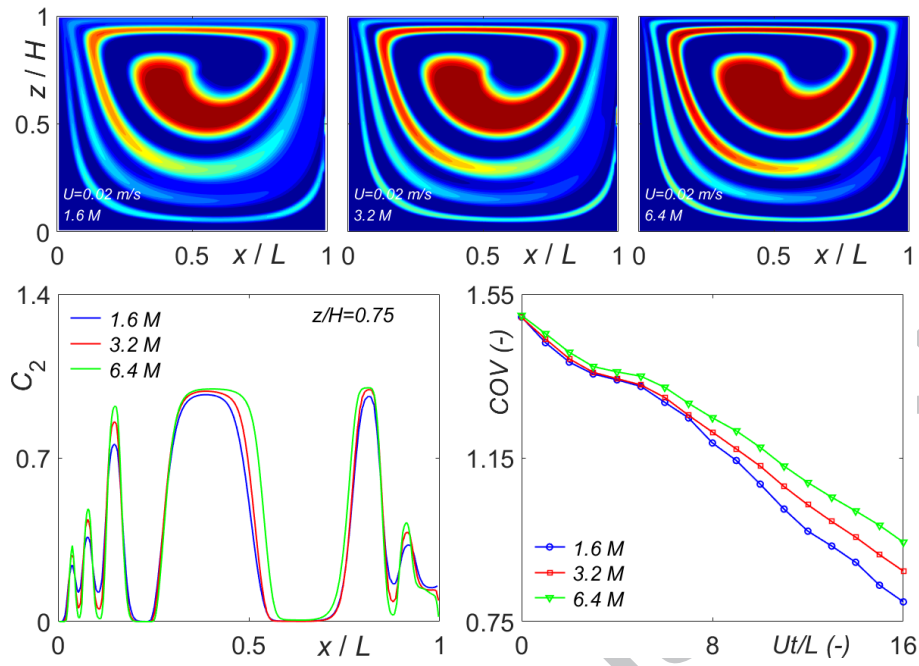 z / H
1
0.5
0
U=0.02 m/s
1.6 M
U=0.02 m/s
3.2 M
U=0.02 m/s
6.4 M
0 0.5 x / L 1 0 0.5 x / L 1 0.5 x / L 1
C2
1.4
0.7
0
1.6 M
3.2 M
6.4 M
z/H=0.75
0 0.5 x / L 1
COV (-)
1.55
1.15
0.75
1.6 M
3.2 M
6.4 M
0 8 Ut/L (-) 16